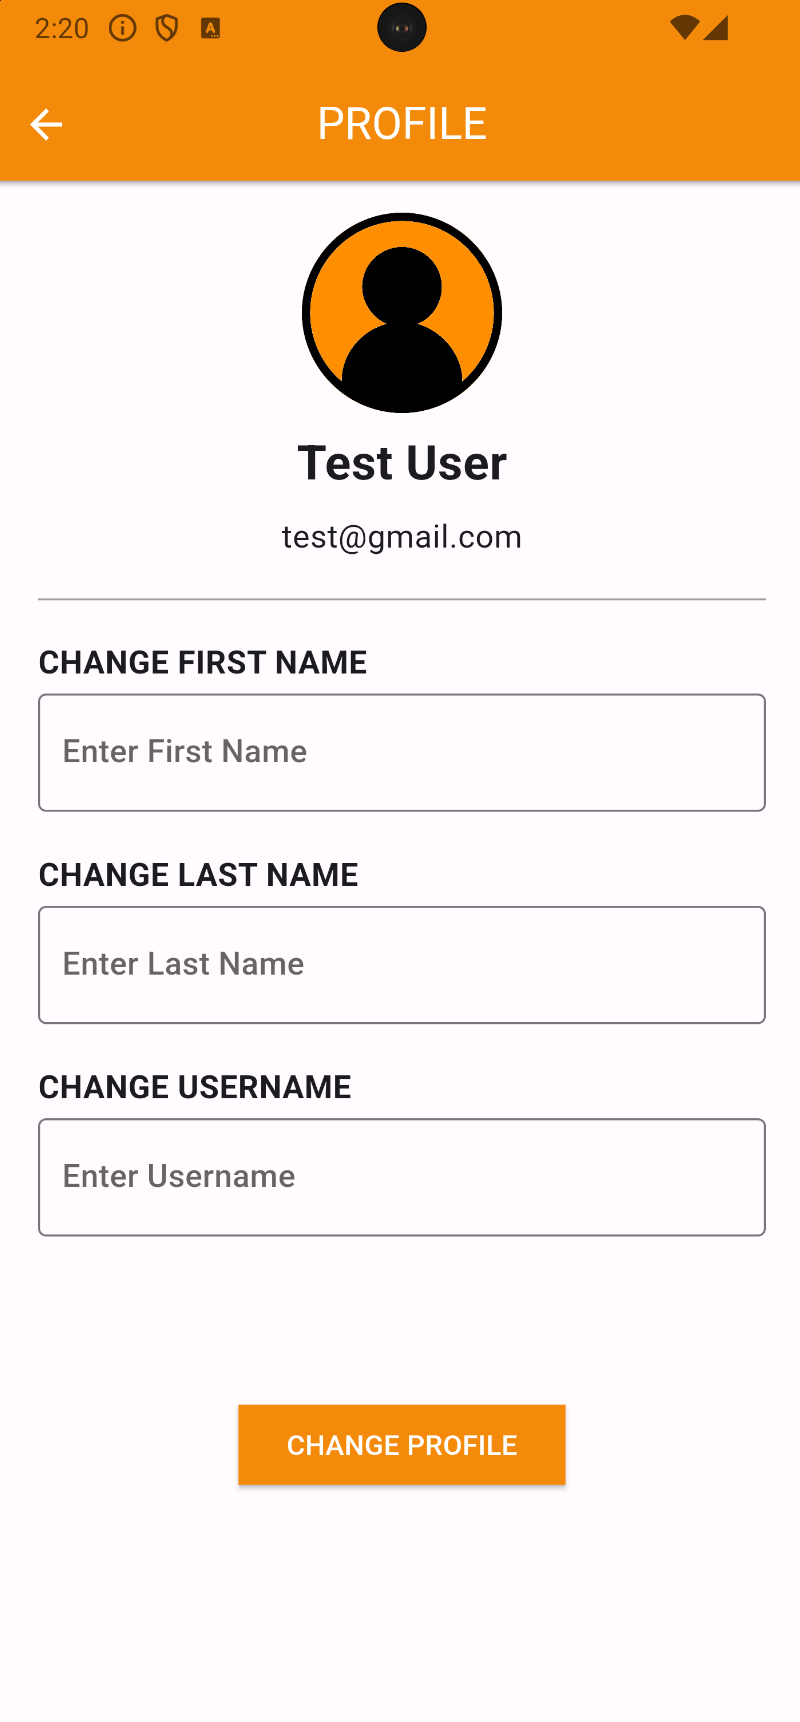 2:20
PROFILE
Test User
test@gmail.com
CHANGE FIRST NAME
Enter First Name
CHANGE LAST NAME
Enter Last Name
CHANGE USERNAME
Enter Username
CHANGE PROFILE